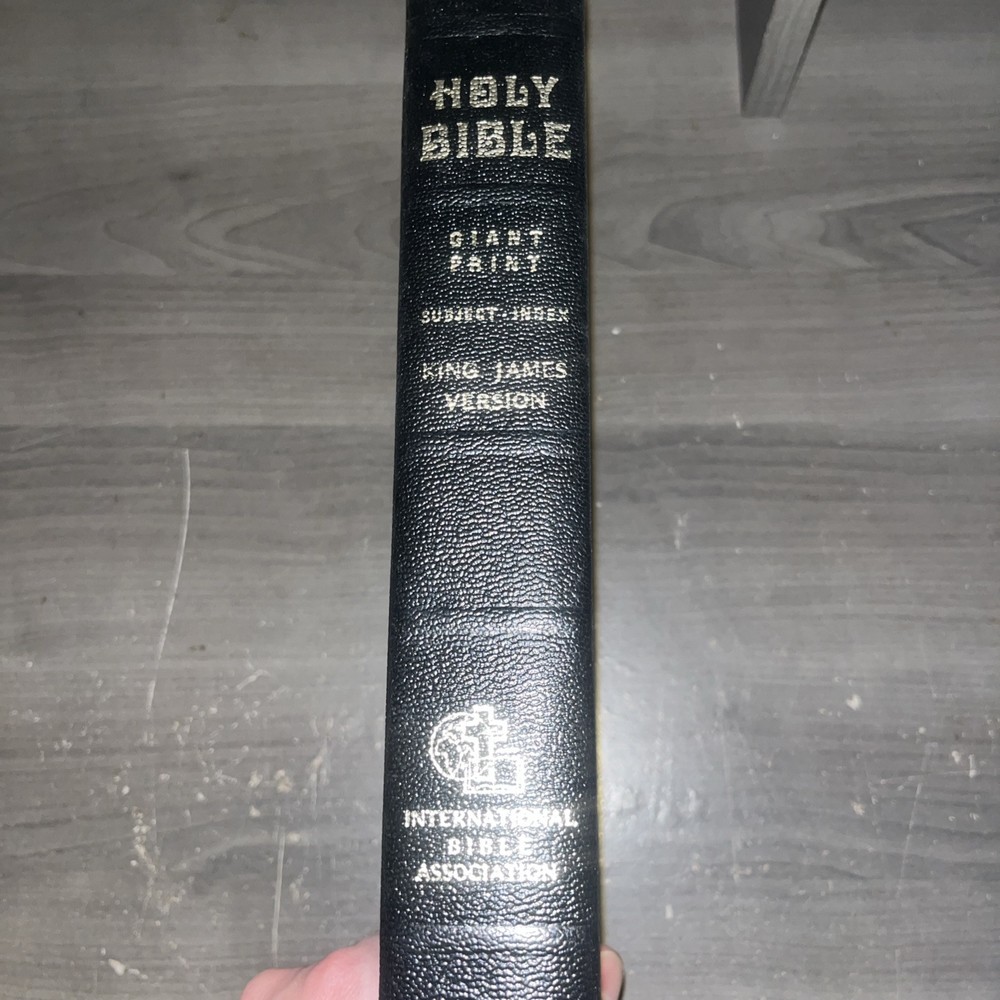 HOLY
BIBLE
GIANT
PRINT
SUBJECT-INDEX
KING JAMES
VERSION
INTERNATIONAL
BIBLE
ASSOCIATION